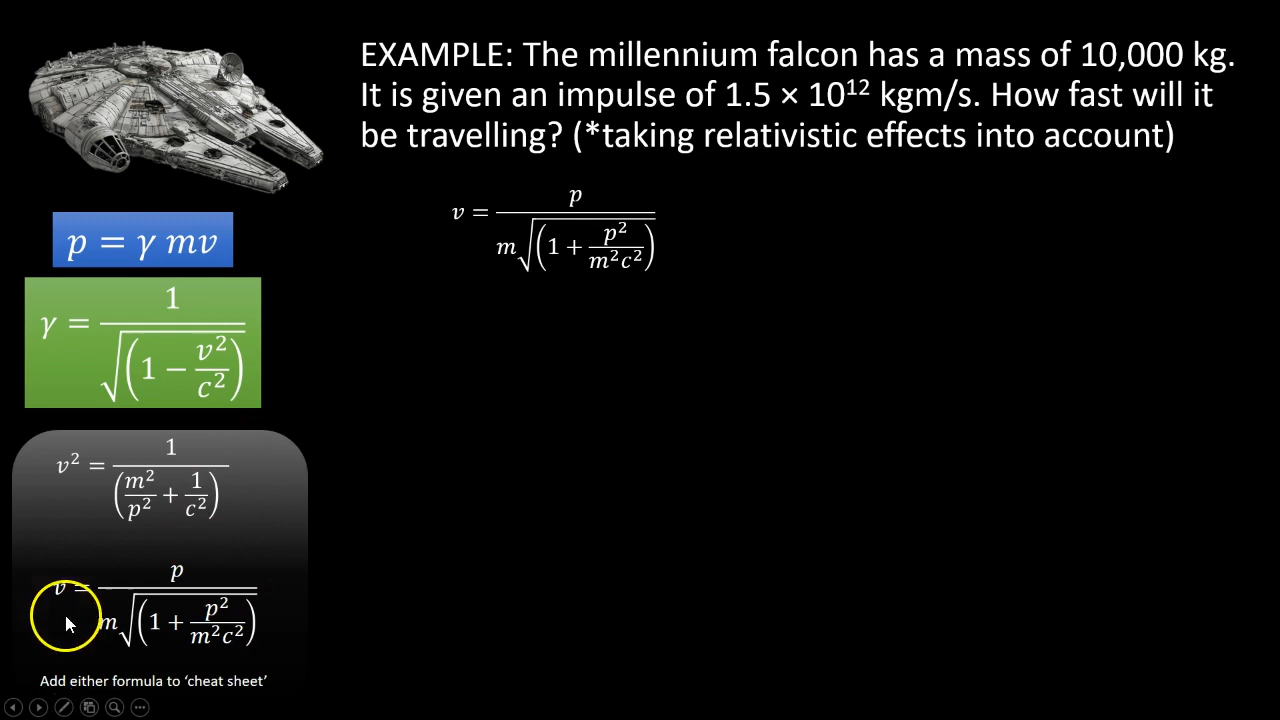 EXAMPLE: The millennium falcon has a mass of 10,000 kg.
It is given an impulse of 1.5 × 10¹² kgm/s. How fast will it
be travelling? (*taking relativistic effects into account)
v = p / m√(1 + p²/m²c²)
p = γ mv
γ = 1 / √(1 − v²/c²)
v² = 1 / (m²/p² + 1/c²)
v = p / m√(1 + p²/m²c²)
Add either formula to ‘cheat sheet’